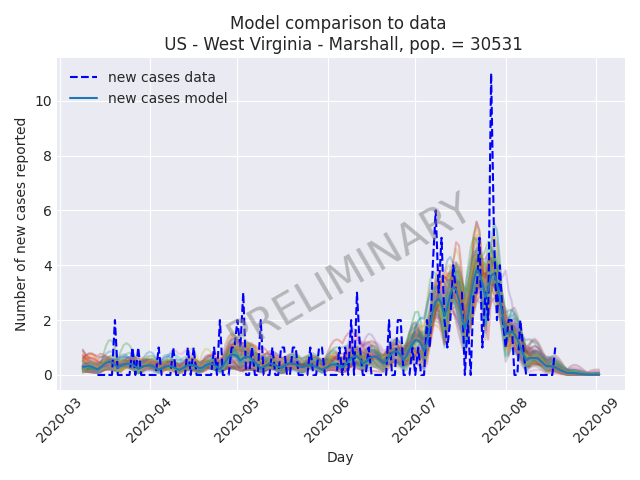 Model comparison to data
US - West Virginia - Marshall, pop. = 30531
new cases data
new cases model
Number of new cases reported
10
8
6
4
2
0
PRELIMINARY
2020-03
2020-04
2020-05
2020-06
2020-07
2020-08
2020-09
Day